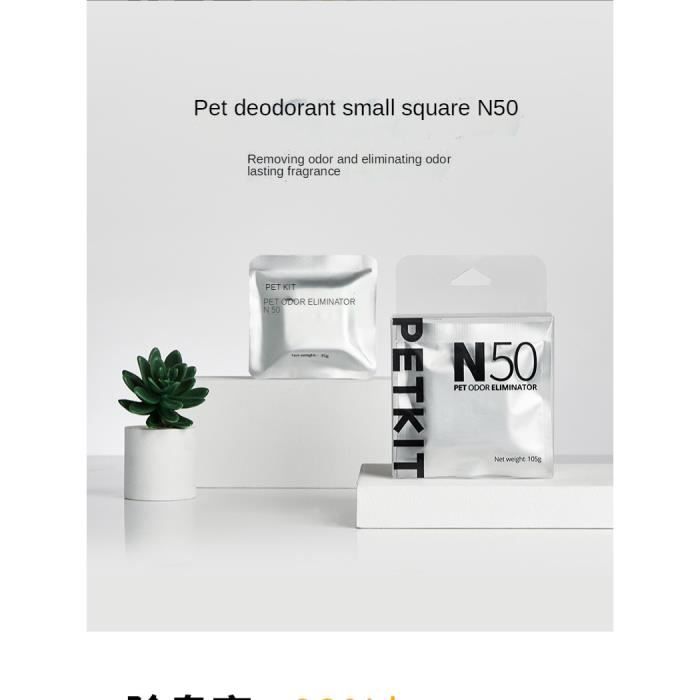 Pet deodorant small square N50
Removing odor and eliminating odor
lasting fragrance
PET KIT
PET ODOR ELIMINATOR
N 50
PETKIT
N50
PET ODOR ELIMINATOR
Net weight: 105g